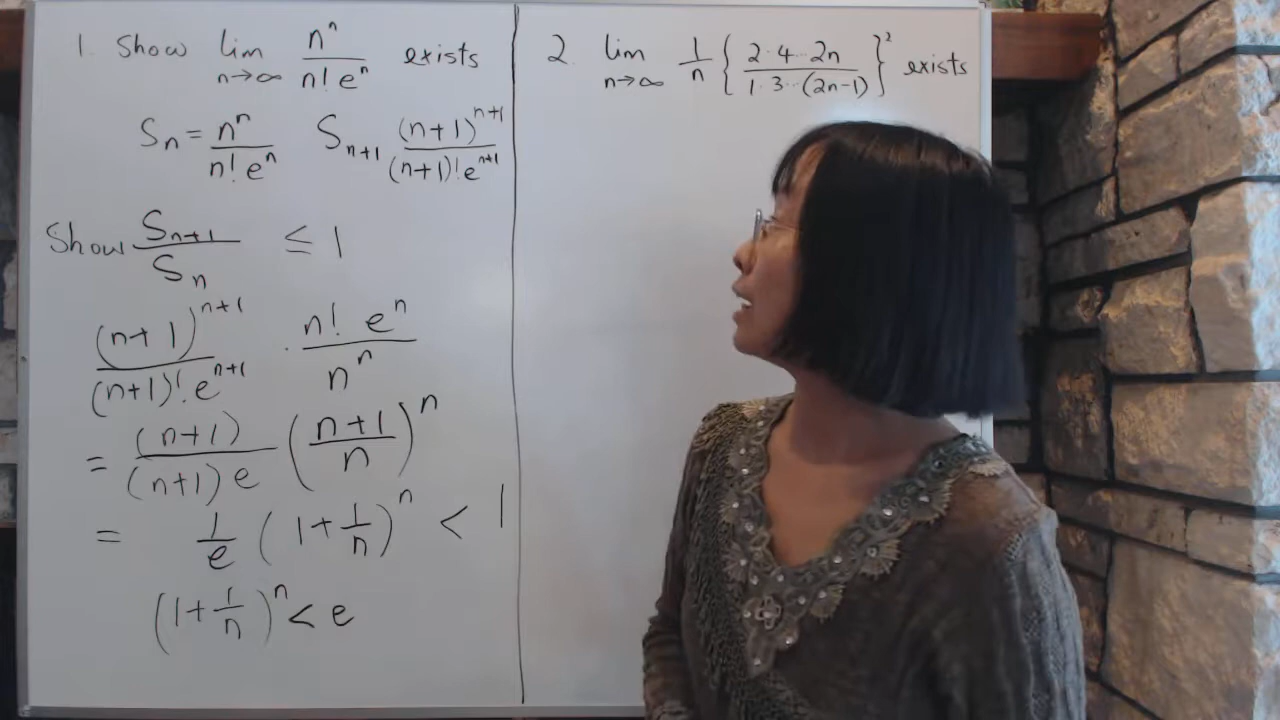 1. Show lim n→∞ n^n / n! e^n exists
S_n = n^n / n! e^n   S_{n+1} (n+1)^{n+1} / (n+1)! e^{n+1}
Show S_{n+1} / S_n ≤ 1
(n+1)^{n+1} / (n+1)! e^{n+1} · n! e^n / n^n
= (n+1) / (n+1) e ( n+1 / n )^n
= 1/e ( 1 + 1/n )^n < 1
( 1 + 1/n )^n < e
2. lim n→∞ 1/n { 2·4··2n / 1·3··(2n-1) }^2 exists